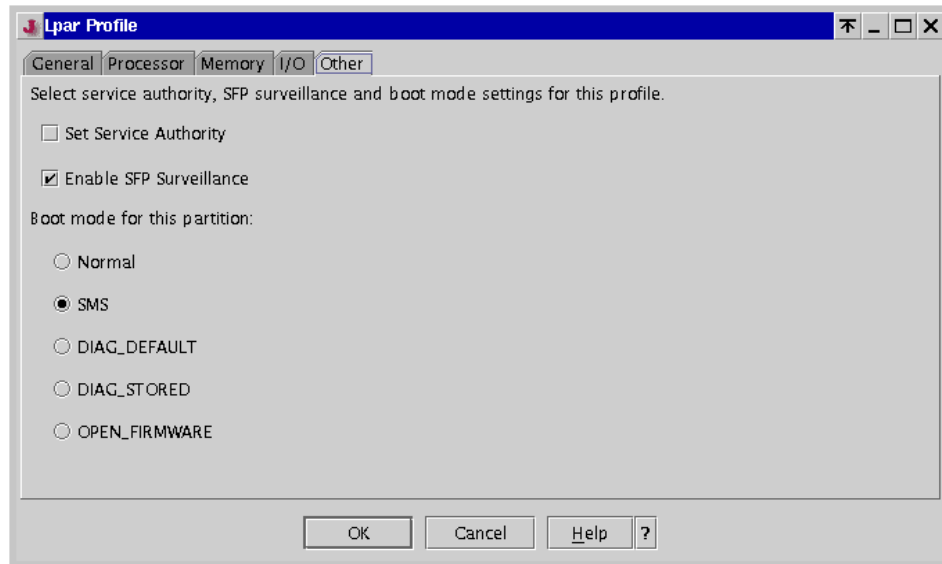 Lpar Profile
General Processor Memory I/O Other
Select service authority, SFP surveillance and boot mode settings for this profile.
Set Service Authority
Enable SFP Surveillance
Boot mode for this partition:
Normal
SMS
DIAG_DEFAULT
DIAG_STORED
OPEN_FIRMWARE
OK Cancel Help ?